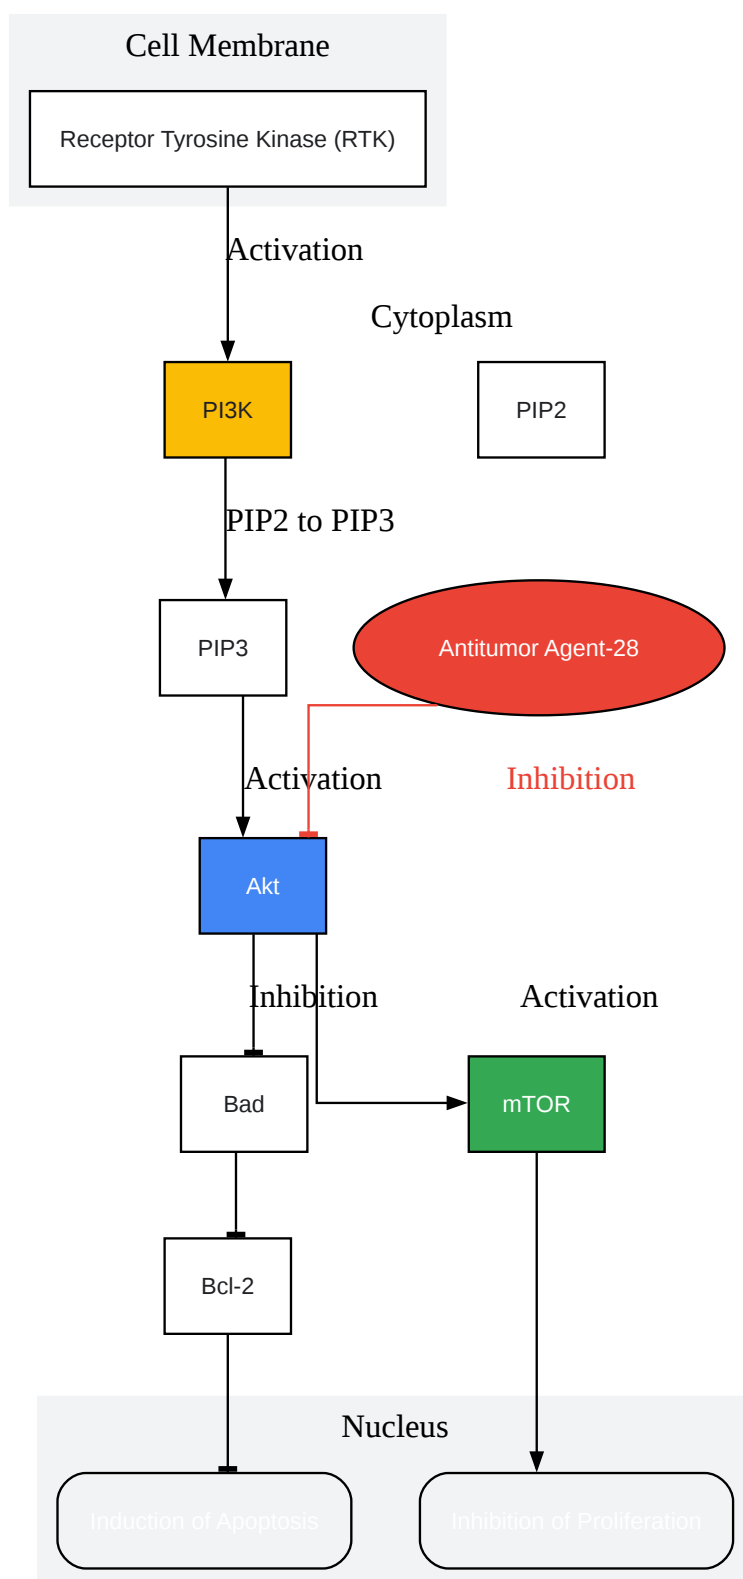 Cell Membrane
Receptor Tyrosine Kinase (RTK)
Activation
Cytoplasm
PI3K
PIP2
PIP2 to PIP3
PIP3
Antitumor Agent-28
Activation
Inhibition
Akt
Inhibition
Activation
Bad
mTOR
Bcl-2
Nucleus
Induction of Apoptosis
Inhibition of Proliferation